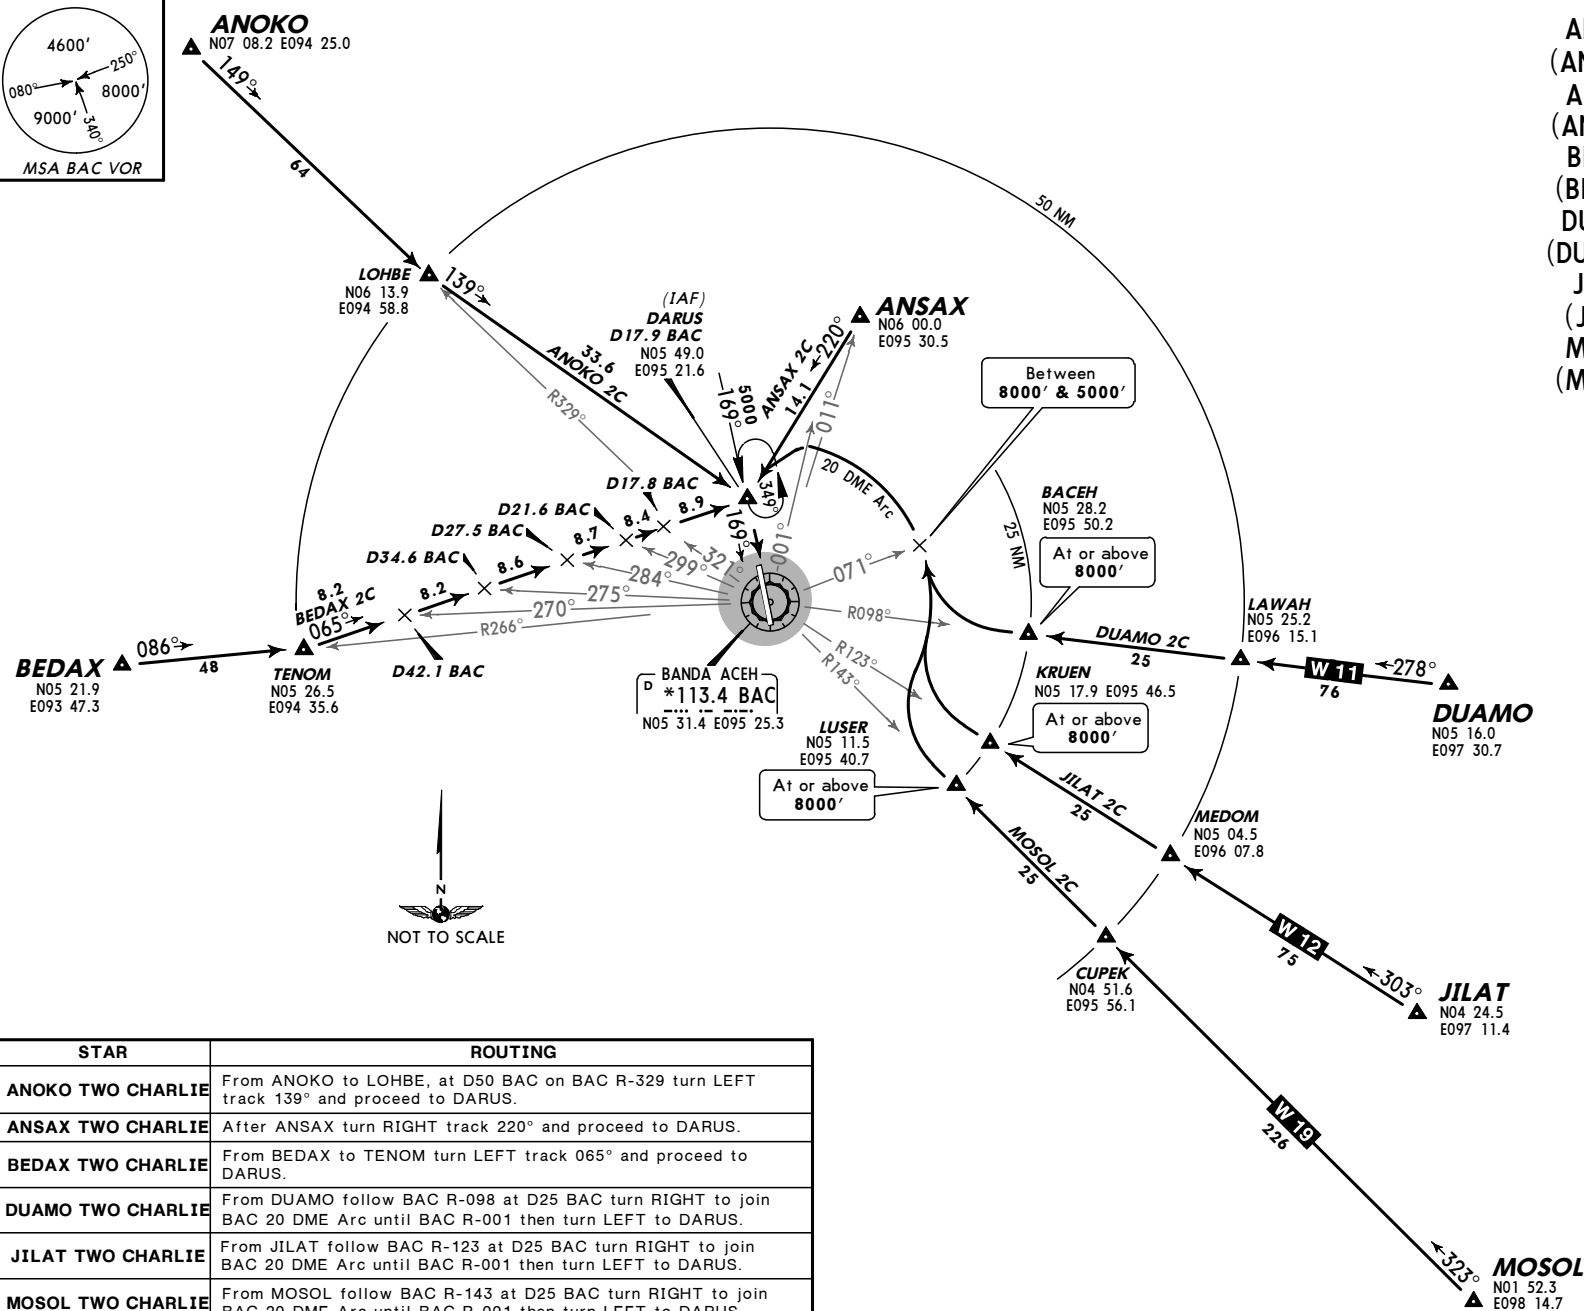 4600'
250°
080°
8000'
9000'
340°
MSA BAC VOR
ANOKO
N07 08.2 E094 25.0
149°
64
50 NM
LOHBE
N06 13.9
E094 58.8
139°
33.6
ANOKO 2C
R329°
(IAF)
DARUS
D17.9 BAC
N05 49.0
E095 21.6
5000
169°
ANSAX
N06 00.0
E095 30.5
220°
ANSAX 2C
14.1
011°
Between
8000' & 5000'
20 DME Arc
349°
169°
001°
071°
BACEH
N05 28.2
E095 50.2
25 NM
At or above
8000'
D17.8 BAC
D21.6 BAC
D27.5 BAC
D34.6 BAC
8.9
8.4
8.7
8.6
8.2
8.2
BEDAX 2C
065°
321°
299°
284°
275°
270°
R266°
D42.1 BAC
086°
48
BEDAX
N05 21.9
E093 47.3
TENOM
N05 26.5
E094 35.6
BANDA ACEH
D *113.4 BAC
N05 31.4 E095 25.3
R098°
R123°
R143°
LAWAH
N05 25.2
E096 15.1
DUAMO 2C
25
W 11
76
278°
DUAMO
N05 16.0
E097 30.7
KRUEN
N05 17.9 E095 46.5
At or above
8000'
LUSER
N05 11.5
E095 40.7
At or above
8000'
JILAT 2C
25
MEDOM
N05 04.5
E096 07.8
MOSOL 2C
25
W 12
75
303°
JILAT
N04 24.5
E097 11.4
CUPEK
N04 51.6
E095 56.1
W 19
226
323°
MOSOL
N01 52.3
E098 14.7
N
NOT TO SCALE
STAR ROUTING
ANOKO TWO CHARLIE From ANOKO to LOHBE, at D50 BAC on BAC R-329 turn LEFT
track 139° and proceed to DARUS.
ANSAX TWO CHARLIE After ANSAX turn RIGHT track 220° and proceed to DARUS.
BEDAX TWO CHARLIE From BEDAX to TENOM turn LEFT track 065° and proceed to
DARUS.
DUAMO TWO CHARLIE From DUAMO follow BAC R-098 at D25 BAC turn RIGHT to join
BAC 20 DME Arc until BAC R-001 then turn LEFT to DARUS.
JILAT TWO CHARLIE From JILAT follow BAC R-123 at D25 BAC turn RIGHT to join
BAC 20 DME Arc until BAC R-001 then turn LEFT to DARUS.
MOSOL TWO CHARLIE From MOSOL follow BAC R-143 at D25 BAC turn RIGHT to join
BAC 20 DME Arc until BAC R-001 then turn LEFT to DARUS